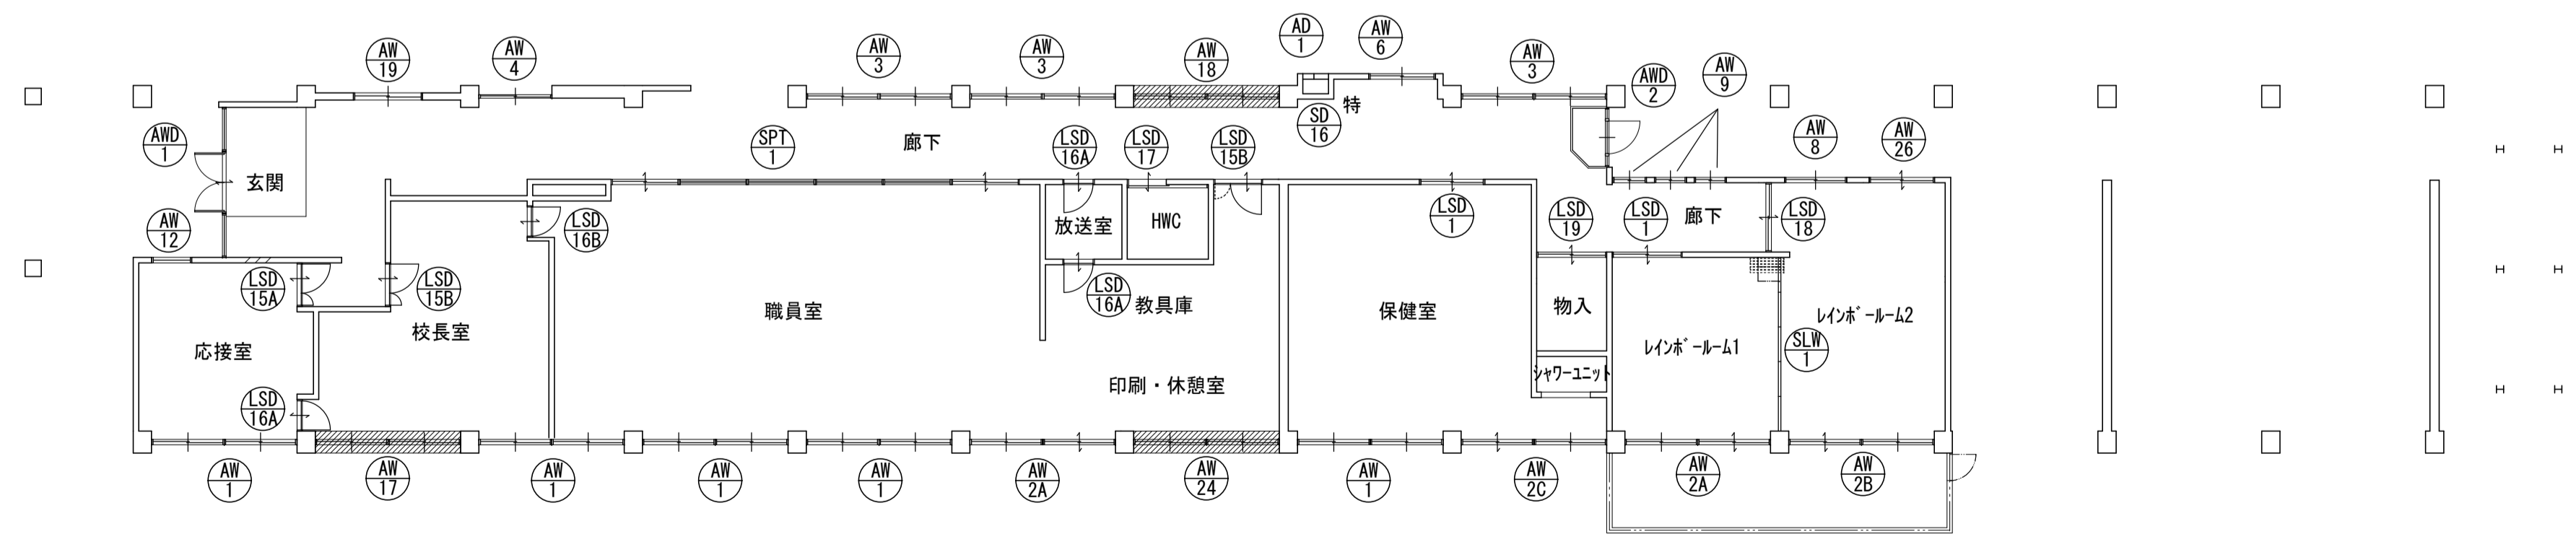 AW
19
AW
4
AW
3
AW
3
AW
18
AD
1
AW
6
AW
3
AWD
2
AW
9
AWD
1
SPT
1
廊下
LSD
16A
LSD
17
LSD
15B
SD
16
特
AW
8
AW
26
玄関
AW
12
LSD
16B
放送室
HWC
LSD
1
LSD
19
LSD
1
廊下
LSD
18
LSD
15A
LSD
15B
LSD
16A
教具庫
職員室
保健室
物入
レインボールーム2
校長室
応接室
レインボールーム1
SLW
1
シャワーユニット
印刷・休憩室
LSD
16A
AW
1
AW
17
AW
1
AW
1
AW
1
AW
2A
AW
24
AW
1
AW
2C
AW
2A
AW
2B